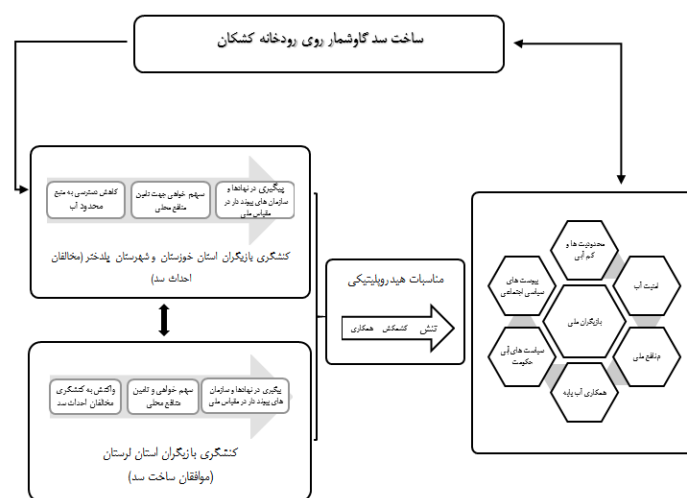 ساخت سد گاوشمار روی رودخانه کشکان
کاهش دسترسی به منبع
محدود آب
سهم خواهی جهت تامین
منافع محلی
پیگیری در نهادها و
سازمان های پیوند دار در
مقیاس ملی
کنشگری بازیگران استان خوزستان و شهرستان پلدختر (مخالفان
احداث سد)
واکنش به کنشگری
مخالفان احداث سد
سهم خواهی و تامین
منافع محلی
پیگیری در نهادها و سازمان
های پیوند دار در مقیاس ملی
کنشگری بازیگران استان لرستان
(موافقان ساخت سد)
مناسبات هیدروپلیتیکی
تنش کشمکش همکاری
محدودیت ها و
کم آبی
پیوست های
سیاسی اجتماعی
امنیت آب
بازیگران ملی
سیاست های آبی
حکومت
منافع ملی
همکاری آب پایه